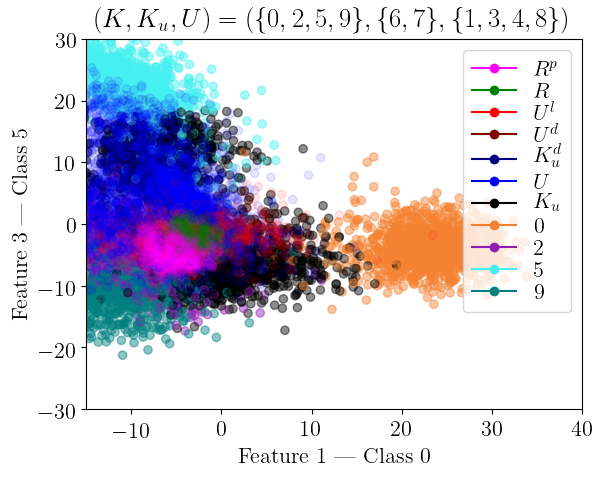 (K, K_u, U) = ({0, 2, 5, 9}, {6, 7}, {1, 3, 4, 8})
30
20
10
0
−10
−20
−30
Feature 3 — Class 5
−10
0
10
20
30
40
Feature 1 — Class 0
R^p
R
U^l
U^d
K_u^d
U
K_u
0
2
5
9